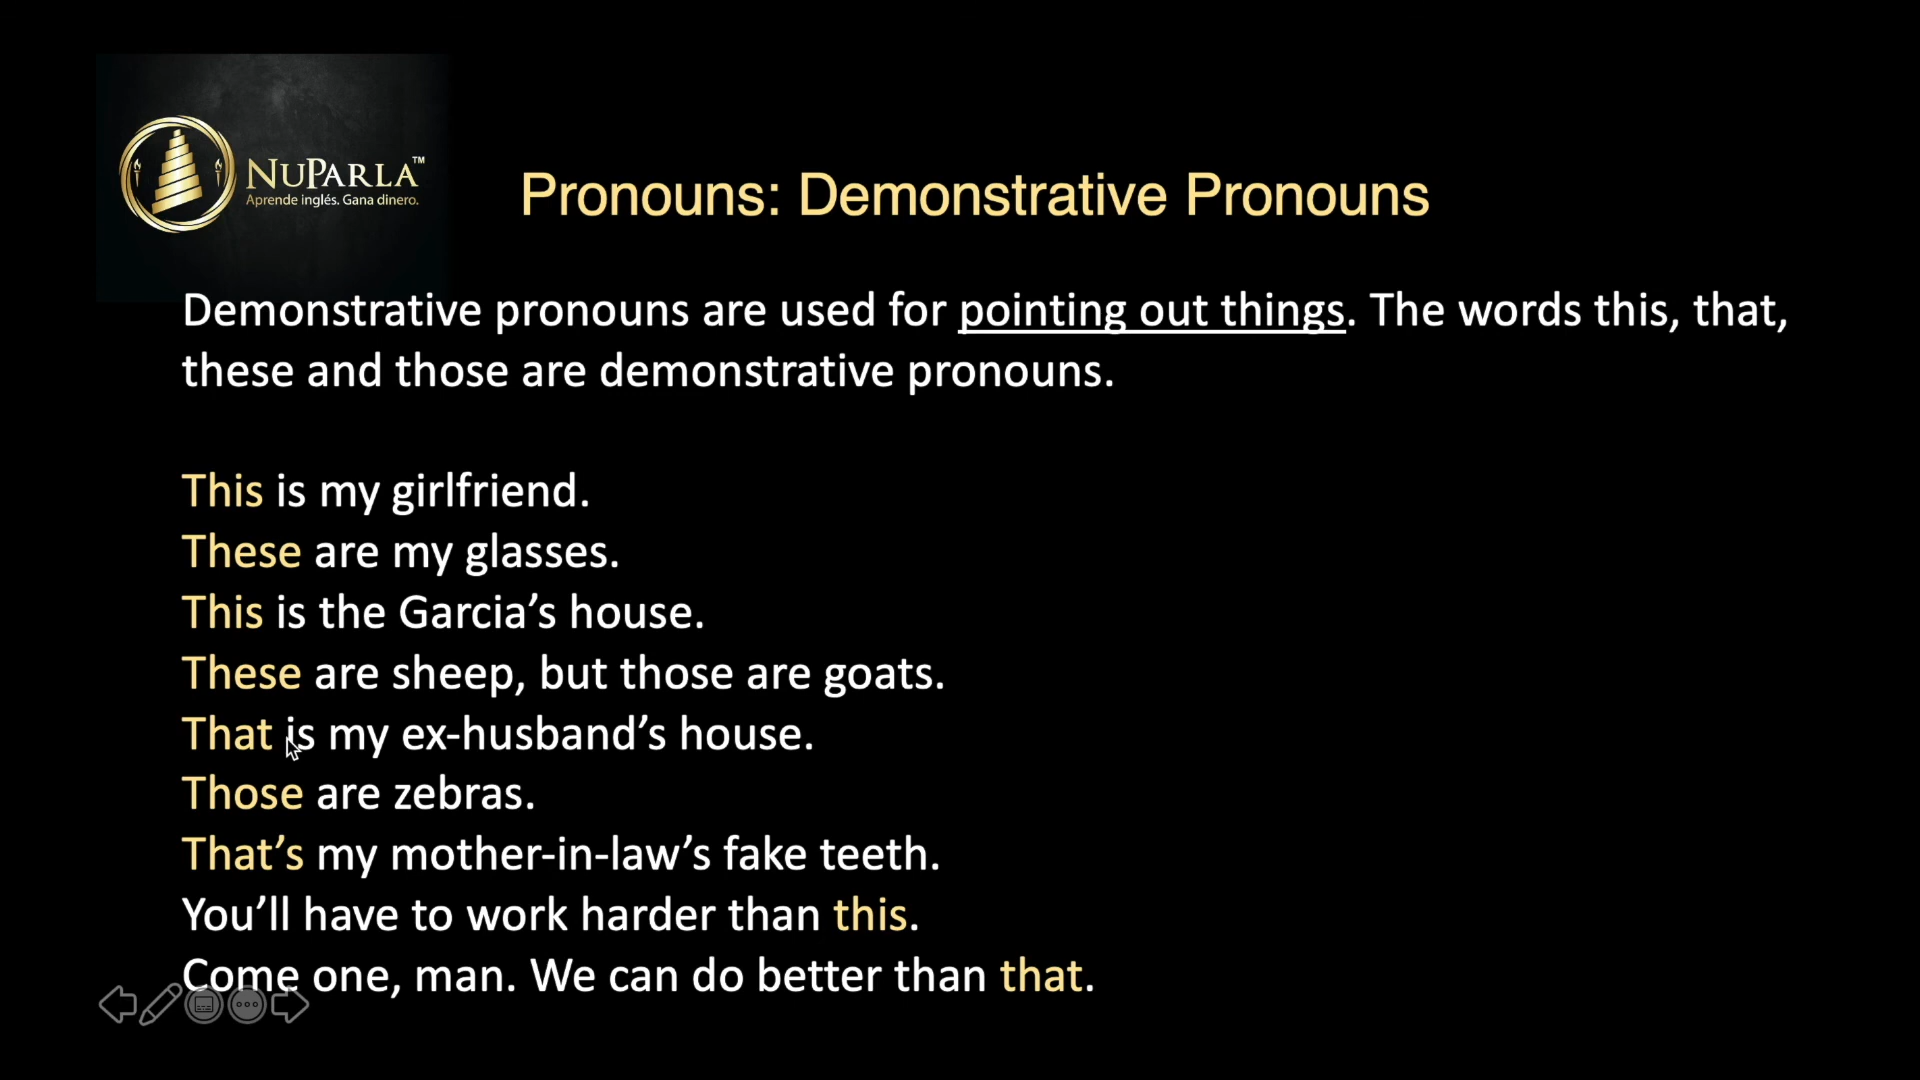 NUPARLA™
Aprende inglés. Gana dinero.
Pronouns: Demonstrative Pronouns
Demonstrative pronouns are used for pointing out things. The words this, that,
these and those are demonstrative pronouns.
This is my girlfriend.
These are my glasses.
This is the Garcia’s house.
These are sheep, but those are goats.
That is my ex-husband’s house.
Those are zebras.
That’s my mother-in-law’s fake teeth.
You’ll have to work harder than this.
Come one, man. We can do better than that.